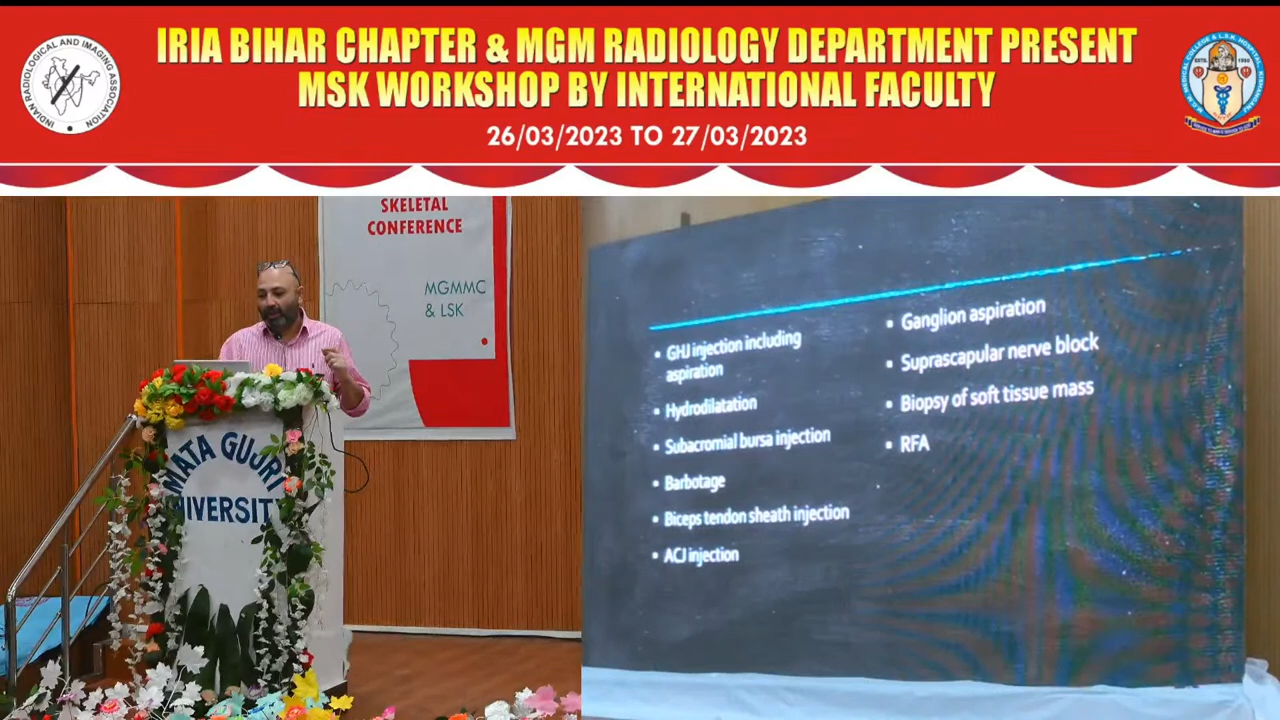 IRIA BIHAR CHAPTER & MGM RADIOLOGY DEPARTMENT PRESENT
MSK WORKSHOP BY INTERNATIONAL FACULTY
26/03/2023 TO 27/03/2023
INDIAN RADIOLOGICAL AND IMAGING ASSOCIATION
SKELETAL
CONFERENCE
MGMMC
& LSK
MATA GUJRI
UNIVERSIT
• GHJ injection including
aspiration
• Hydrodilatation
• Subacromial bursa injection
• Barbotage
• Biceps tendon sheath injection
• ACJ injection
• Ganglion aspiration
• Suprascapular nerve block
• Biopsy of soft tissue mass
• RFA